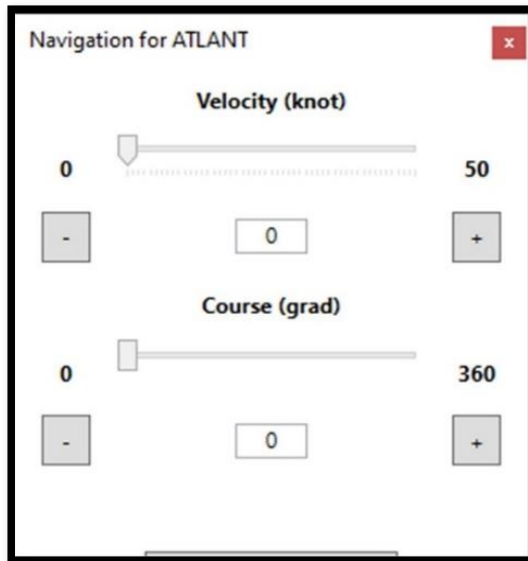 Navigation for ATLANT x
Velocity (knot)
0 50
- 0 +
Course (grad)
0 360
- 0 +